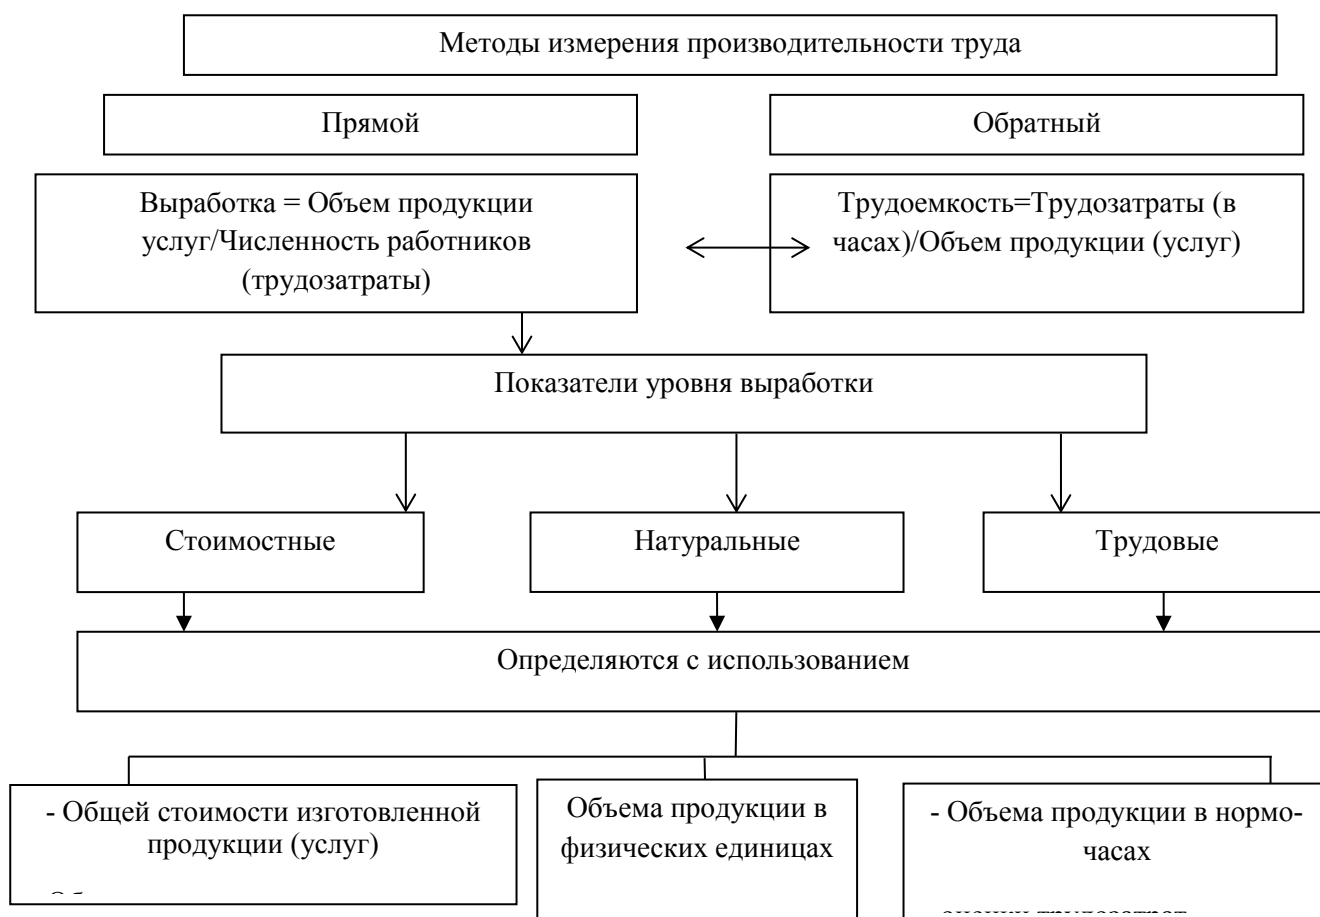 Методы измерения производительности труда
Прямой
Обратный
Выработка = Объем продукции
услуг/Численность работников
(трудозатраты)
Трудоемкость=Трудозатраты (в
часах)/Объем продукции (услуг)
Показатели уровня выработки
Стоимостные
Натуральные
Трудовые
Определяются с использованием
- Общей стоимости изготовленной
продукции (услуг)
Объема продукции в
физических единицах
- Объема продукции в нормо-
часах
оценки трудозатрат